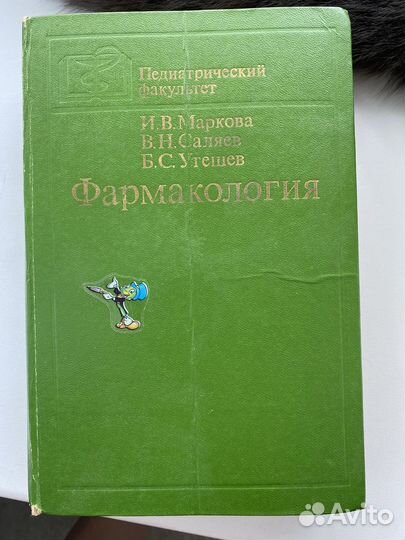 Педиатрический
факультет
И.В.Маркова
В.Н.Саляев
Б.С.Утешев
Фармакология
Avito